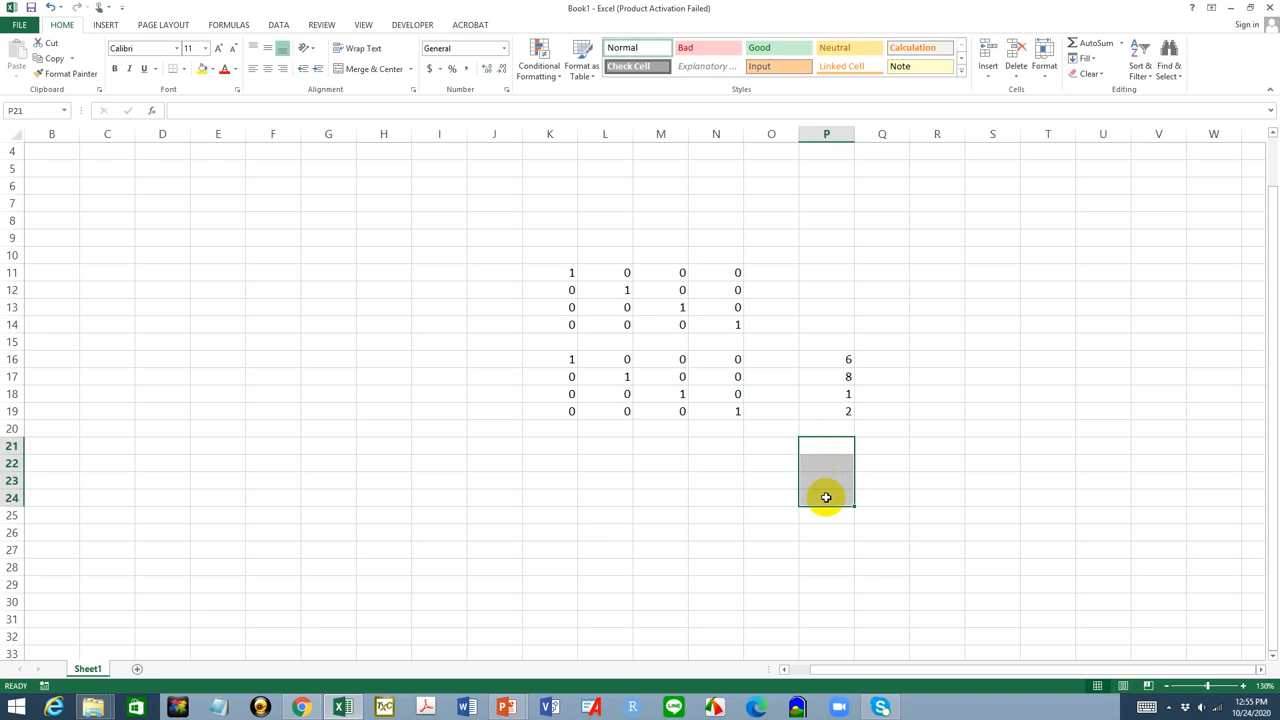 Book1 - Excel (Product Activation Failed)
FILE HOME INSERT PAGE LAYOUT FORMULAS DATA REVIEW VIEW DEVELOPER ACROBAT Sign in
Paste Cut Copy Format Painter Clipboard
Calibri 11 B I U Font
Wrap Text Merge & Center Alignment
General $ % , Number
Conditional Formatting Format as Table
Normal Bad Good Neutral Calculation
Check Cell Explanatory ... Input Linked Cell Note
Styles
Insert Delete Format Cells
AutoSum Fill Clear Sort & Filter Find & Select Editing
P21 fx
B C D E F G H I J K L M N O P Q R S T U V W
4
5
6
7
8
9
10
11 1 0 0 0
12 0 1 0 0
13 0 0 1 0
14 0 0 0 1
15
16 1 0 0 0 6
17 0 1 0 0 8
18 0 0 1 0 1
19 0 0 0 1 2
20
21
22
23
24
25
26
27
28
29
30
31
32
33
Sheet1
READY 130%
12:55 PM
10/24/2020